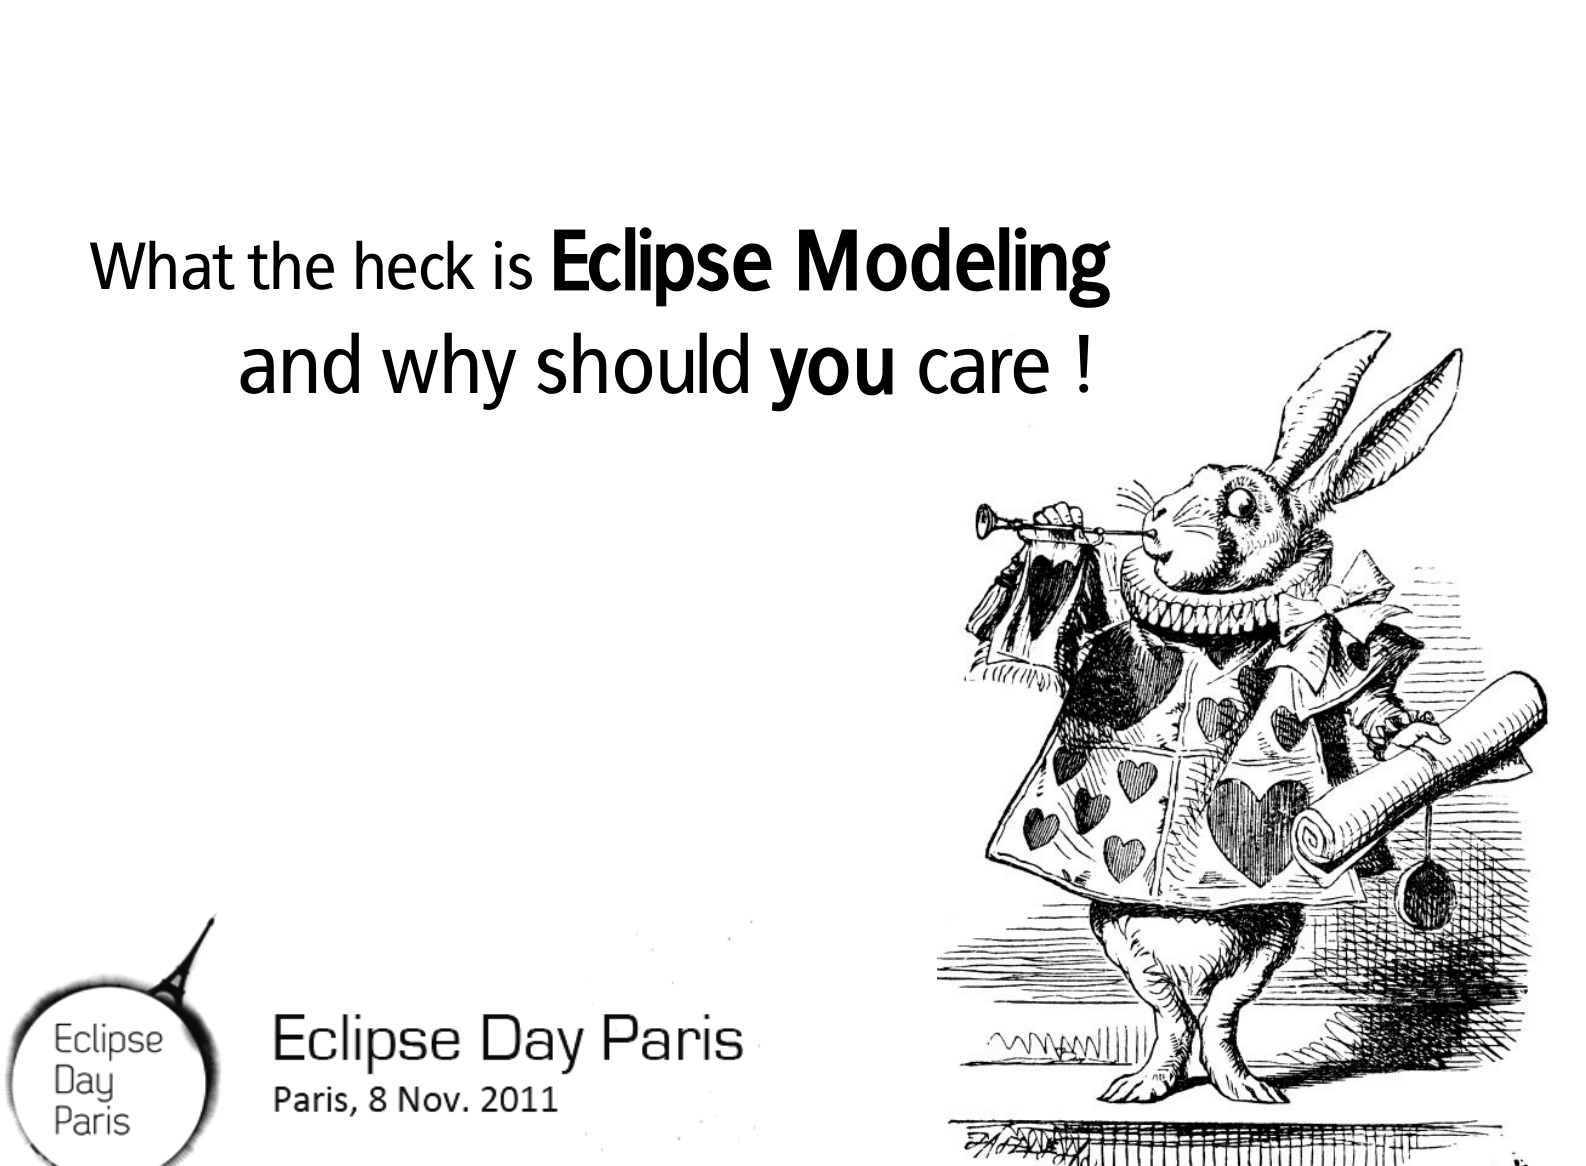 What the heck is Eclipse Modeling
and why should you care !
Eclipse
Day
Paris
Eclipse Day Paris
Paris, 8 Nov. 2011